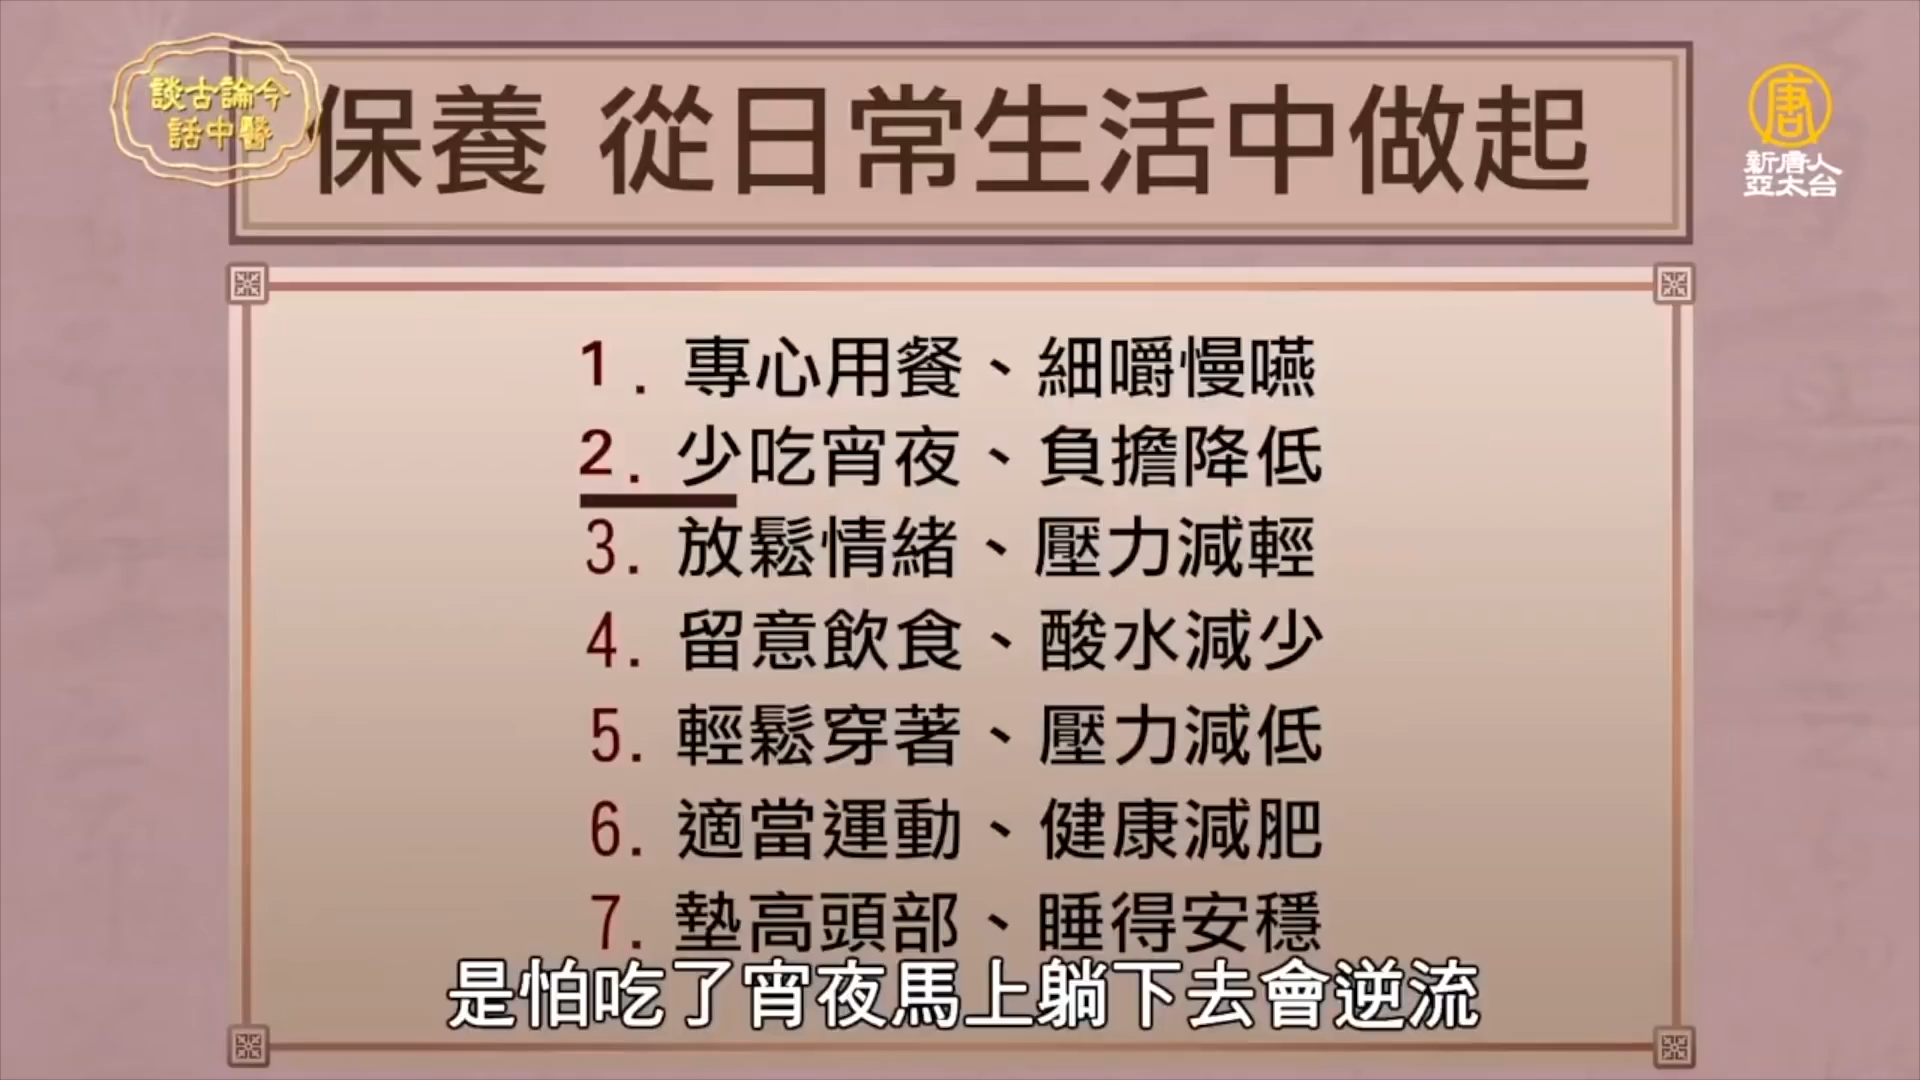 談古論今
話中醫
保養 從日常生活中做起
唐
新唐人
亞太台
1. 專心用餐、細嚼慢嚥
2. 少吃宵夜、負擔降低
3. 放鬆情緒、壓力減輕
4. 留意飲食、酸水減少
5. 輕鬆穿著、壓力減低
6. 適當運動、健康減肥
7. 墊高頭部、睡得安穩
是怕吃了宵夜馬上躺下去會逆流